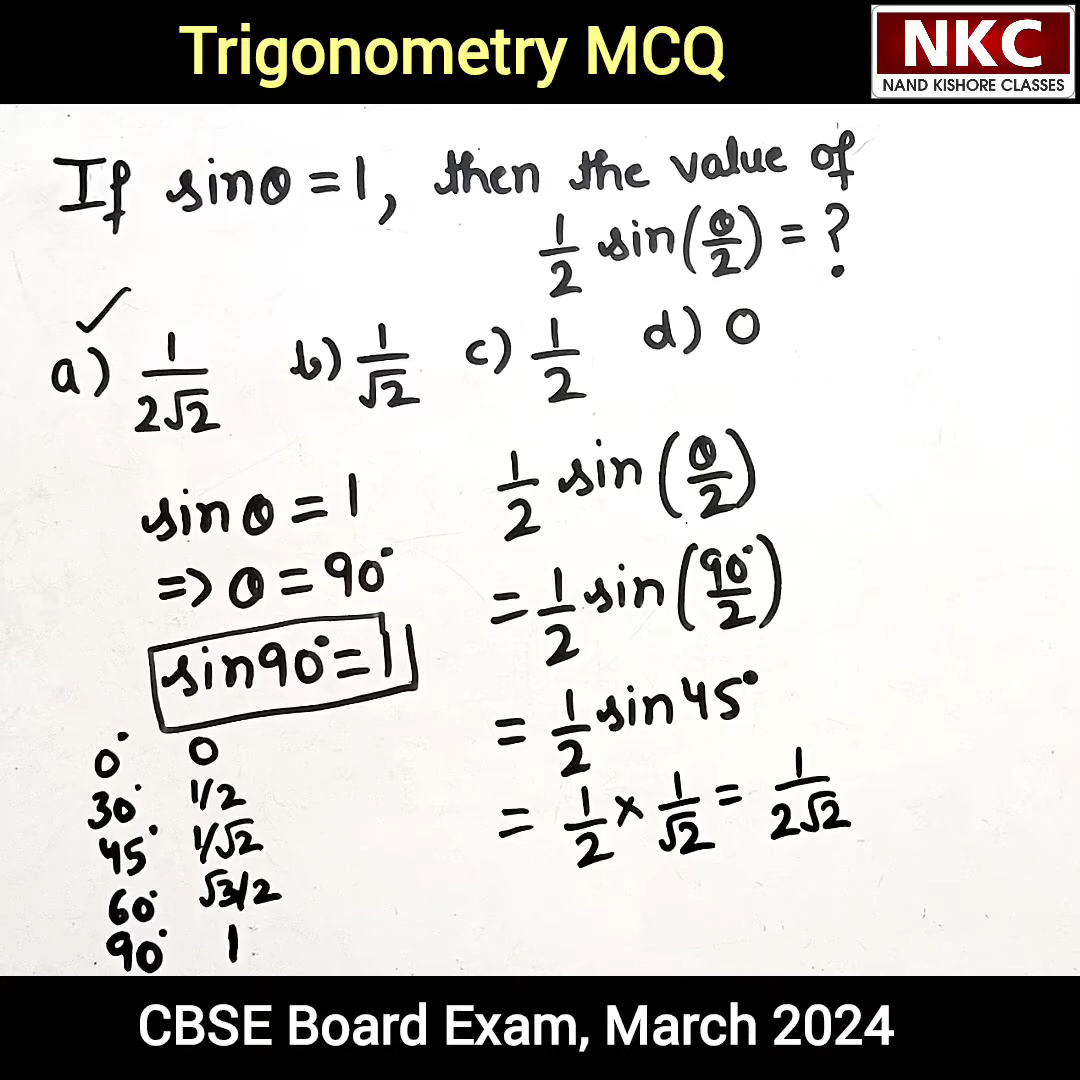 Trigonometry MCQ
NKC
NAND KISHORE CLASSES
If sinθ = 1, then the value of
1/2 sin(θ/2) = ?
✓
a) 1/2√2 b) 1/√2 c) 1/2 d) 0
sinθ = 1
=> θ = 90°
sin90° = 1
0° 0
30° 1/2
45° 1/√2
60° √3/2
90° 1
1/2 sin(θ/2)
= 1/2 sin(90°/2)
= 1/2 sin45°
= 1/2 × 1/√2 = 1/2√2
CBSE Board Exam, March 2024